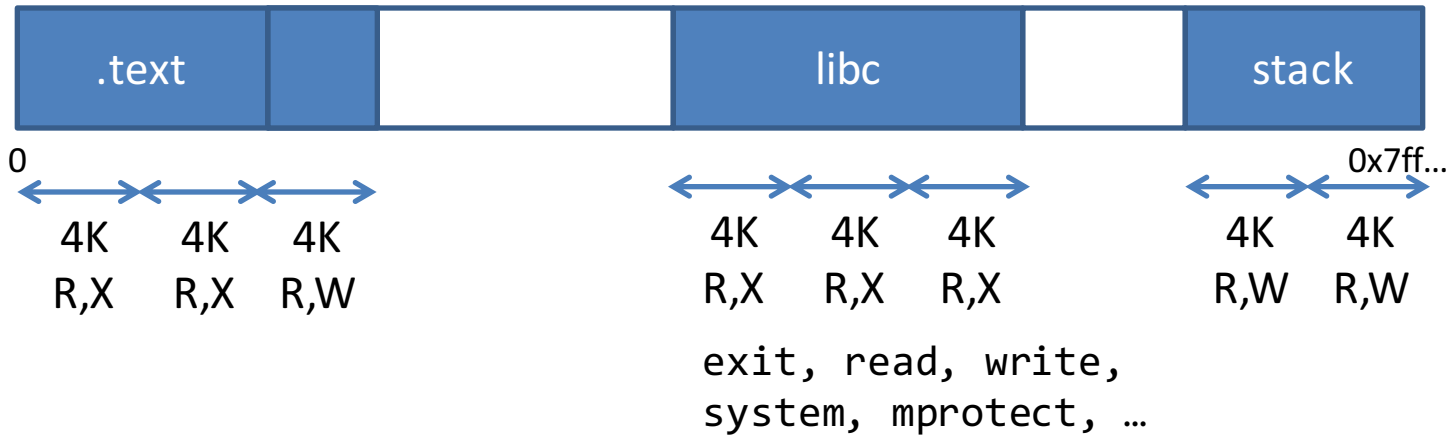 .text libc stack
0 0x7ff…
4K 4K 4K 4K 4K 4K 4K 4K
R,X R,X R,W R,X R,X R,X R,W R,W
exit, read, write,
system, mprotect, …